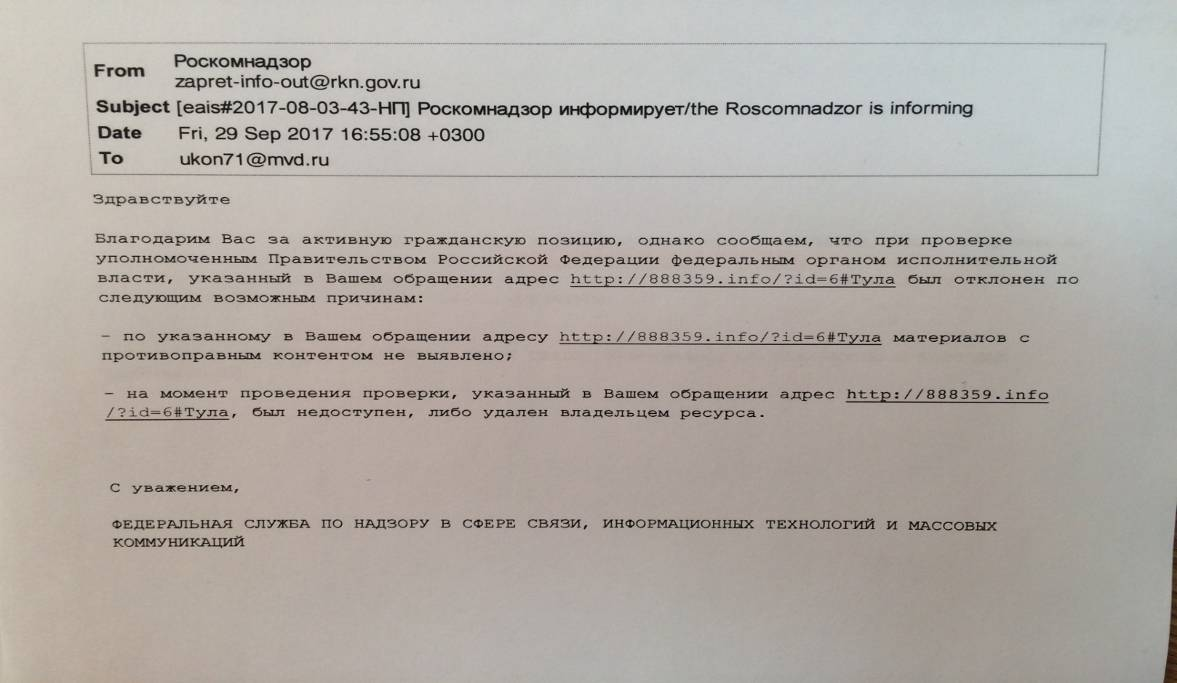 From Роскомнадзор
zapret-info-out@rkn.gov.ru
Subject [eais#2017-08-03-43-НП] Роскомнадзор информирует/the Roscomnadzor is informing
Date Fri, 29 Sep 2017 16:55:08 +0300
To ukon71@mvd.ru
Здравствуйте
Благодарим Вас за активную гражданскую позицию, однако сообщаем, что при проверке
уполномоченным Правительством Российской Федерации федеральным органом исполнительной
власти, указанный в Вашем обращении адрес http://888359.info/?id=6#Тула был отклонен по
следующим возможным причинам:
- по указанному в Вашем обращении адресу http://888359.info/?id=6#Тула материалов с
противоправным контентом не выявлено;
- на момент проведения проверки, указанный в Вашем обращении адрес http://888359.info
/?id=6#Тула, был недоступен, либо удален владельцем ресурса.
С уважением,
ФЕДЕРАЛЬНАЯ СЛУЖБА ПО НАДЗОРУ В СФЕРЕ СВЯЗИ, ИНФОРМАЦИОННЫХ ТЕХНОЛОГИЙ И МАССОВЫХ
КОММУНИКАЦИЙ